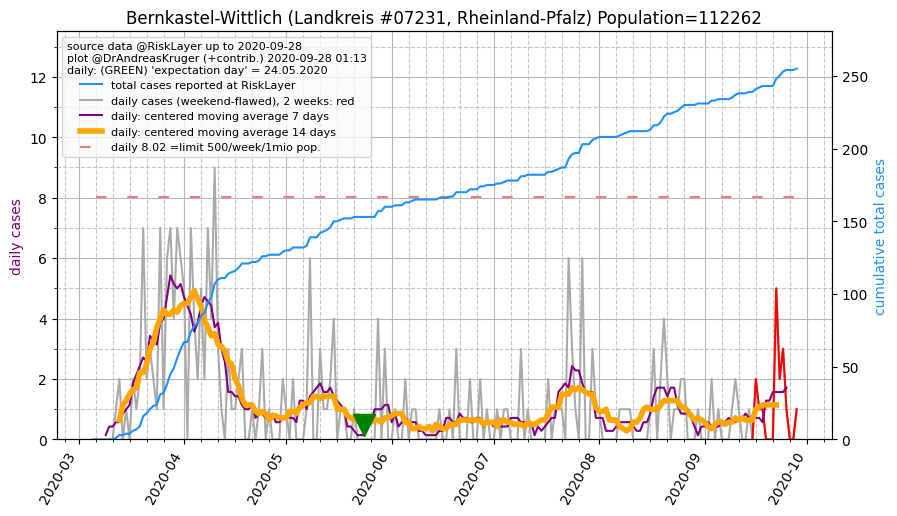 Bernkastel-Wittlich (Landkreis #07231, Rheinland-Pfalz) Population=112262
source data @RiskLayer up to 2020-09-28
plot @DrAndreasKruger (+contrib.) 2020-09-28 01:13
daily: (GREEN) 'expectation day' = 24.05.2020
total cases reported at RiskLayer
daily cases (weekend-flawed), 2 weeks: red
daily: centered moving average 7 days
daily: centered moving average 14 days
daily 8.02 =limit 500/week/1mio pop.
daily cases
0
2
4
6
8
10
12
cumulative total cases
0
50
100
150
200
250
2020-03
2020-04
2020-05
2020-06
2020-07
2020-08
2020-09
2020-10